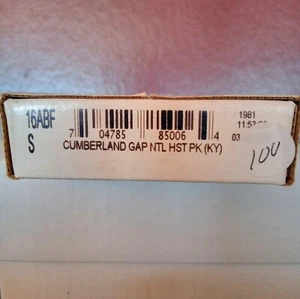 16ABF
S
7 04785 85006 4
1981
03
CUMBERLAND GAP NTL HST PK (KY)
100